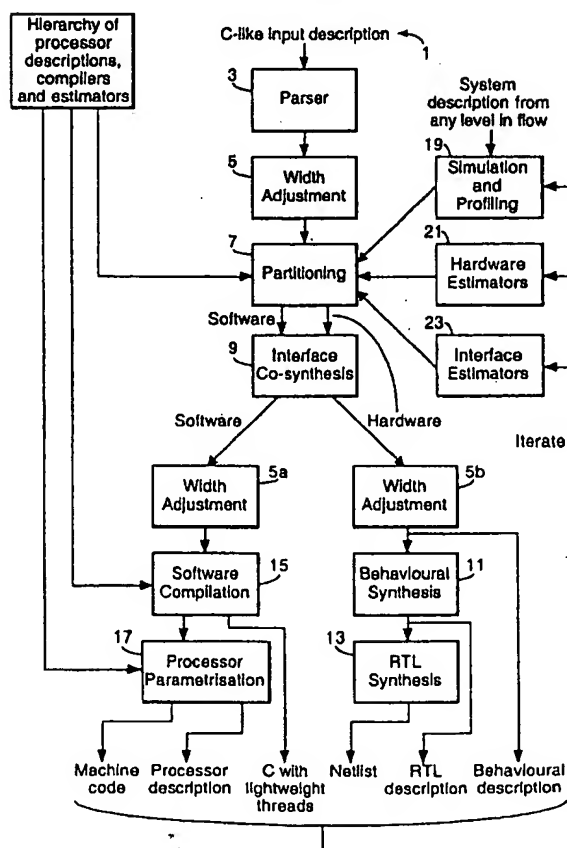 Hierarchy of
processor
descriptions,
compilers
and estimators
C-like input description
1
3
Parser
System
description from
any level in flow
5
Width
Adjustment
19
Simulation
and
Profiling
7
Partitioning
21
Hardware
Estimators
Software
9
Interface
Co-synthesis
23
Interface
Estimators
Software
Hardware
Iterate
5a
Width
Adjustment
5b
Width
Adjustment
Software
Compilation
15
Behavioural
Synthesis
11
17
Processor
Parametrisation
13
RTL
Synthesis
Machine
code
Processor
description
C with
lightweight
threads
Netlist
RTL
description
Behavioural
description